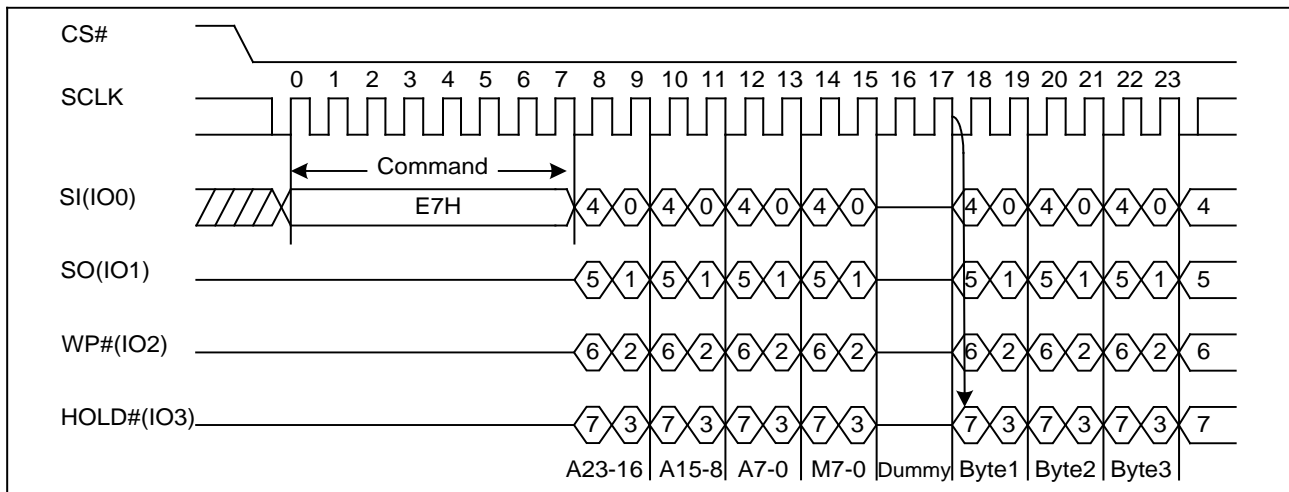 CS#
0 1 2 3 4 5 6 7 8 9 10 11 12 13 14 15 16 17 18 19 20 21 22 23
SCLK
Command
SI(IO0) E7H 4 0 4 0 4 0 4 0 4 0 4 0 4 0 4
SO(IO1) 5 1 5 1 5 1 5 1 5 1 5 1 5 1 5
WP#(IO2) 6 2 6 2 6 2 6 2 6 2 6 2 6 2 6
HOLD#(IO3) 7 3 7 3 7 3 7 3 7 3 7 3 7 3 7
A23-16 A15-8 A7-0 M7-0 Dummy Byte1 Byte2 Byte3